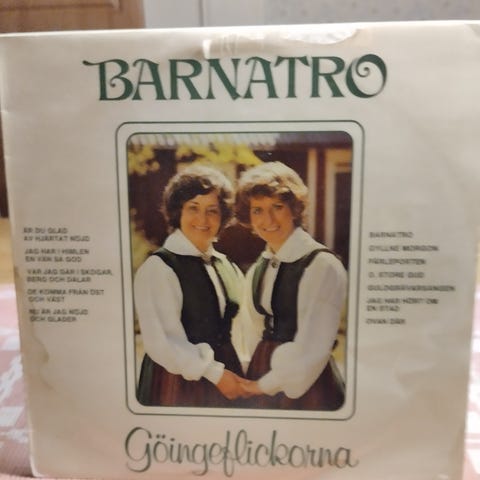 BARNATRO
ÄR DU GLAD
AV HJÄRTAT NÖJD
JAG HAR I HIMLEN
EN VÄN SÅ GOD
VAR JAG GÅR I SKOGAR,
BERG OCH DALAR
DE KOMMA FRÅN ÖST
OCH VÄST
NU ÄR JAG NÖJD
OCH GLADER
BARNATRO
GYLLNE MORGON
PÄRLEPORTEN
O, STORE GUD
GULDGRÄVARSÅNGEN
JAG HAR HÖRT OM
EN STAD
OVAN DÄR
Göingeflickorna